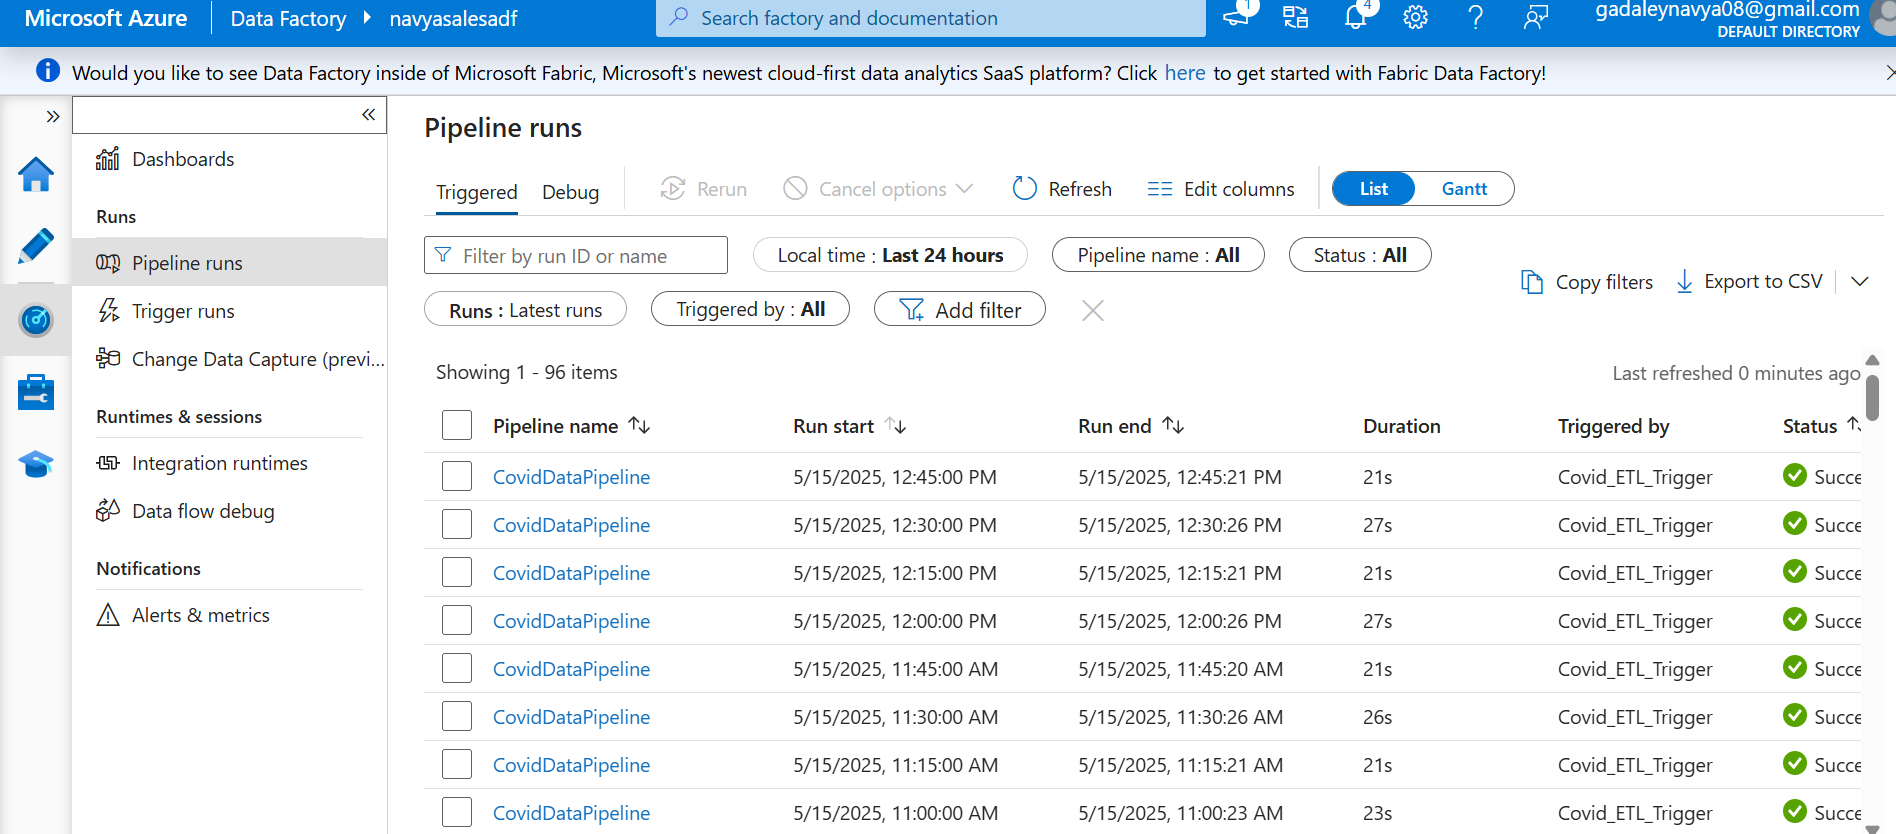 Microsoft Azure
Data Factory
navyasalesadf
Search factory and documentation
1
4
gadaleynavya08@gmail.com
DEFAULT DIRECTORY
Would you like to see Data Factory inside of Microsoft Fabric, Microsoft's newest cloud-first data analytics SaaS platform? Click here to get started with Fabric Data Factory!
Dashboards
Runs
Pipeline runs
Trigger runs
Change Data Capture (previ...
Runtimes & sessions
Integration runtimes
Data flow debug
Notifications
Alerts & metrics
Pipeline runs
Triggered Debug Rerun Cancel options Refresh Edit columns List Gantt
Filter by run ID or name Local time : Last 24 hours Pipeline name : All Status : All
Runs : Latest runs Triggered by : All Add filter
Copy filters Export to CSV
Showing 1 - 96 items
Last refreshed 0 minutes ago
Pipeline name Run start Run end Duration Triggered by Status
CovidDataPipeline 5/15/2025, 12:45:00 PM 5/15/2025, 12:45:21 PM 21s Covid_ETL_Trigger Succe
CovidDataPipeline 5/15/2025, 12:30:00 PM 5/15/2025, 12:30:26 PM 27s Covid_ETL_Trigger Succe
CovidDataPipeline 5/15/2025, 12:15:00 PM 5/15/2025, 12:15:21 PM 21s Covid_ETL_Trigger Succe
CovidDataPipeline 5/15/2025, 12:00:00 PM 5/15/2025, 12:00:26 PM 27s Covid_ETL_Trigger Succe
CovidDataPipeline 5/15/2025, 11:45:00 AM 5/15/2025, 11:45:20 AM 21s Covid_ETL_Trigger Succe
CovidDataPipeline 5/15/2025, 11:30:00 AM 5/15/2025, 11:30:26 AM 26s Covid_ETL_Trigger Succe
CovidDataPipeline 5/15/2025, 11:15:00 AM 5/15/2025, 11:15:21 AM 21s Covid_ETL_Trigger Succe
CovidDataPipeline 5/15/2025, 11:00:00 AM 5/15/2025, 11:00:23 AM 23s Covid_ETL_Trigger Succe